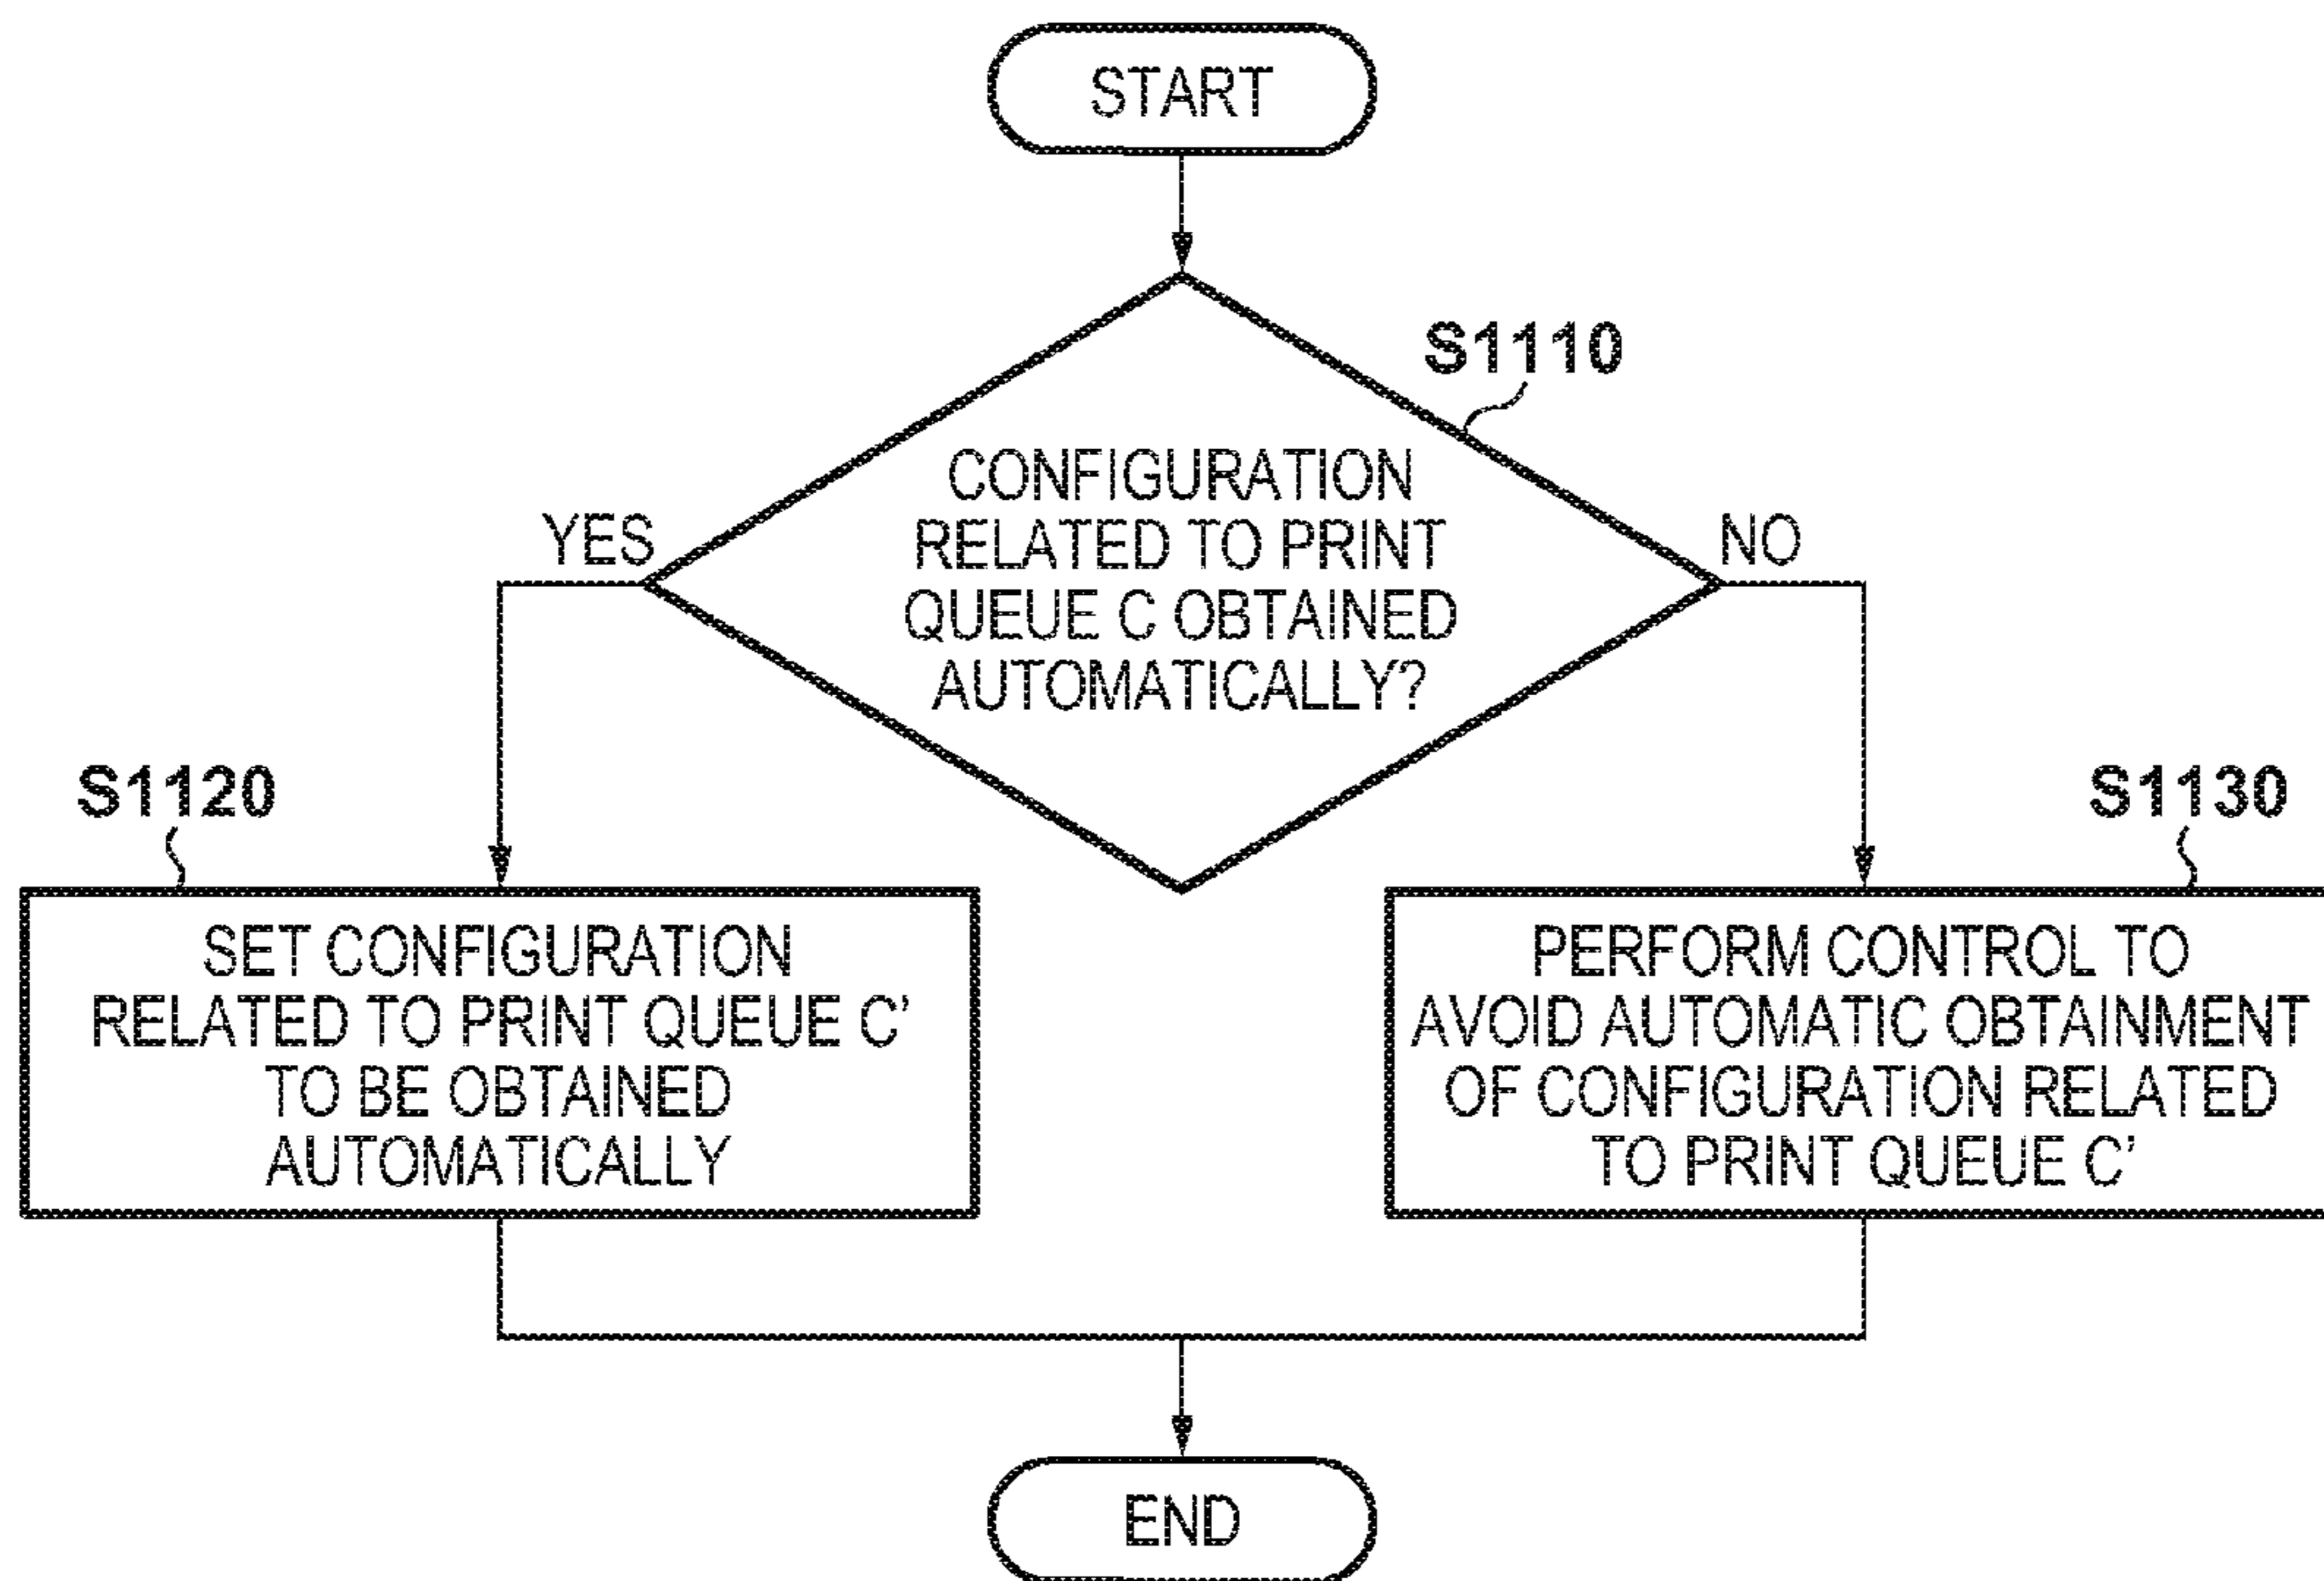 START
S1110
CONFIGURATION
RELATED TO PRINT
QUEUE C OBTAINED
AUTOMATICALLY?
YES
NO
S1120
SET CONFIGURATION
RELATED TO PRINT QUEUE C'
TO BE OBTAINED
AUTOMATICALLY
S1130
PERFORM CONTROL TO
AVOID AUTOMATIC OBTAINMENT
OF CONFIGURATION RELATED
TO PRINT QUEUE C'
END